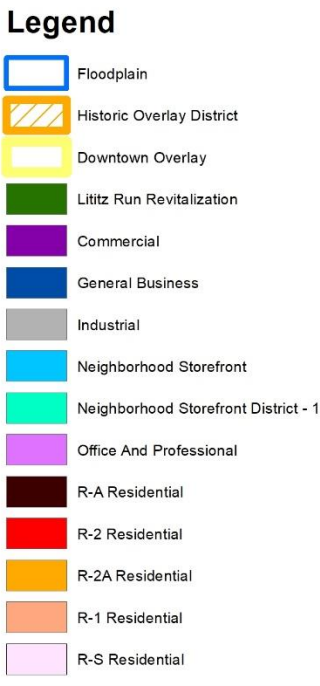 Legend
Floodplain
Historic Overlay District
Downtown Overlay
Lititz Run Revitalization
Commercial
General Business
Industrial
Neighborhood Storefront
Neighborhood Storefront District - 1
Office And Professional
R-A Residential
R-2 Residential
R-2A Residential
R-1 Residential
R-S Residential